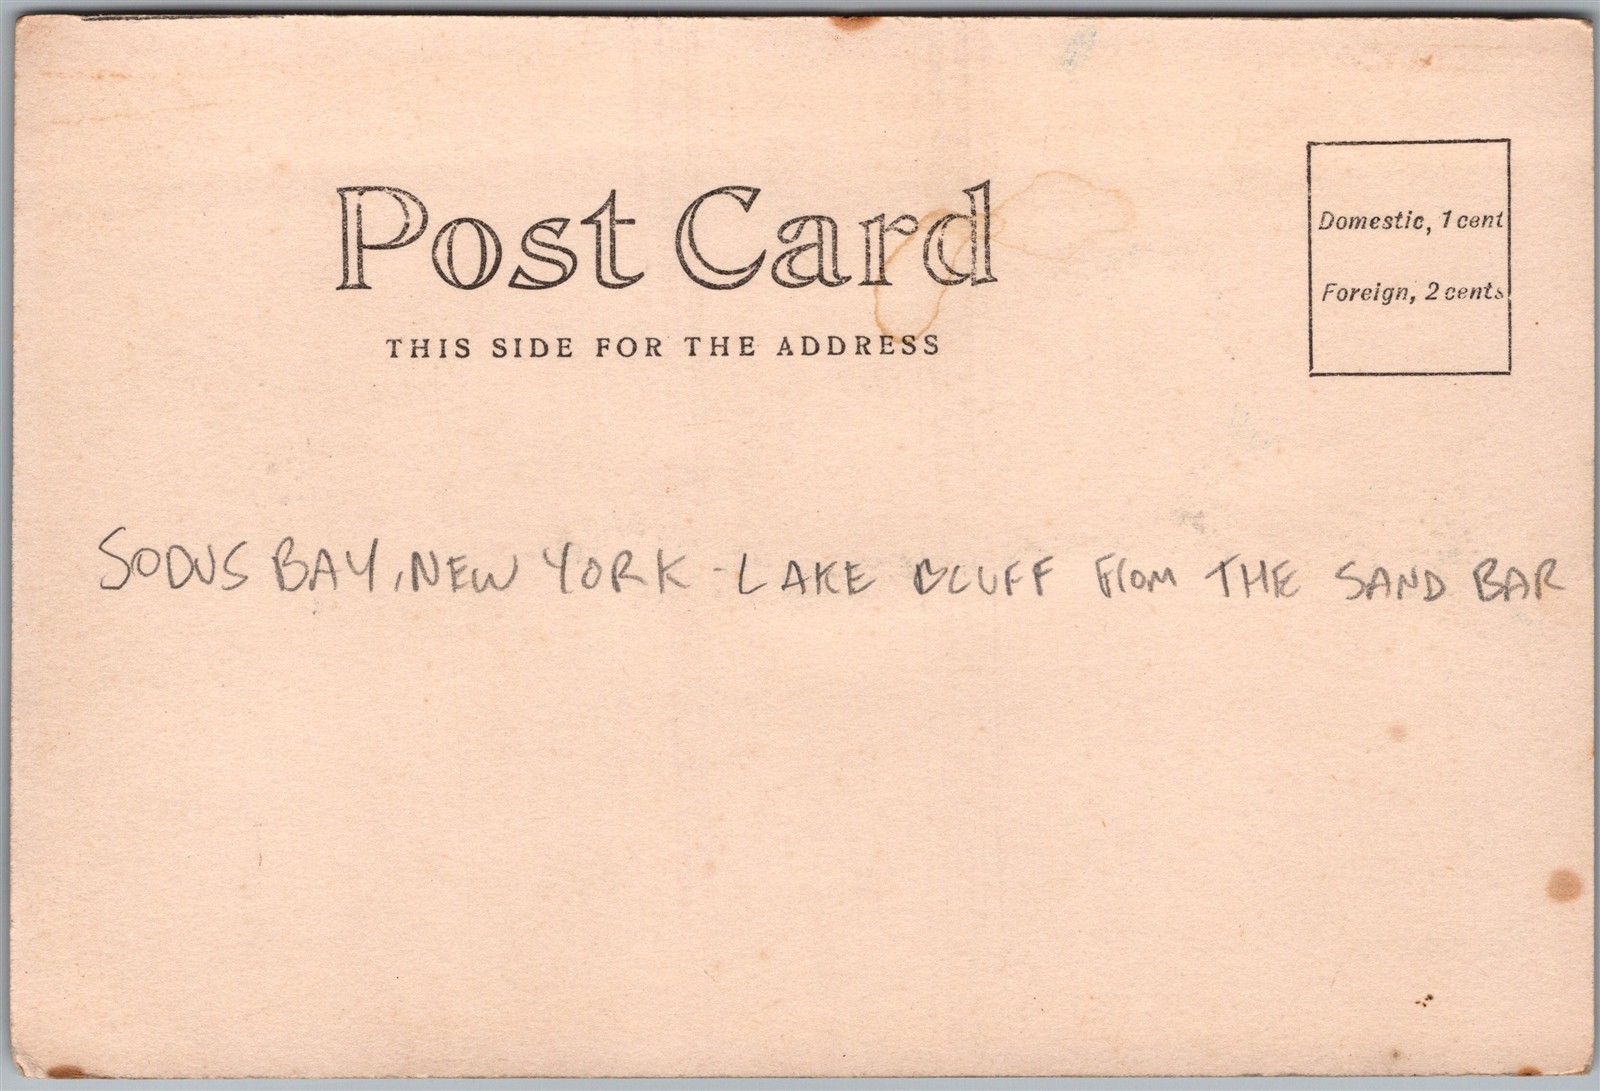 Post Card
THIS SIDE FOR THE ADDRESS
Domestic, 1 cent
Foreign, 2 cents
SODUS BAY, NEW YORK - LAKE BLUFF FrOM THE SAND BAR